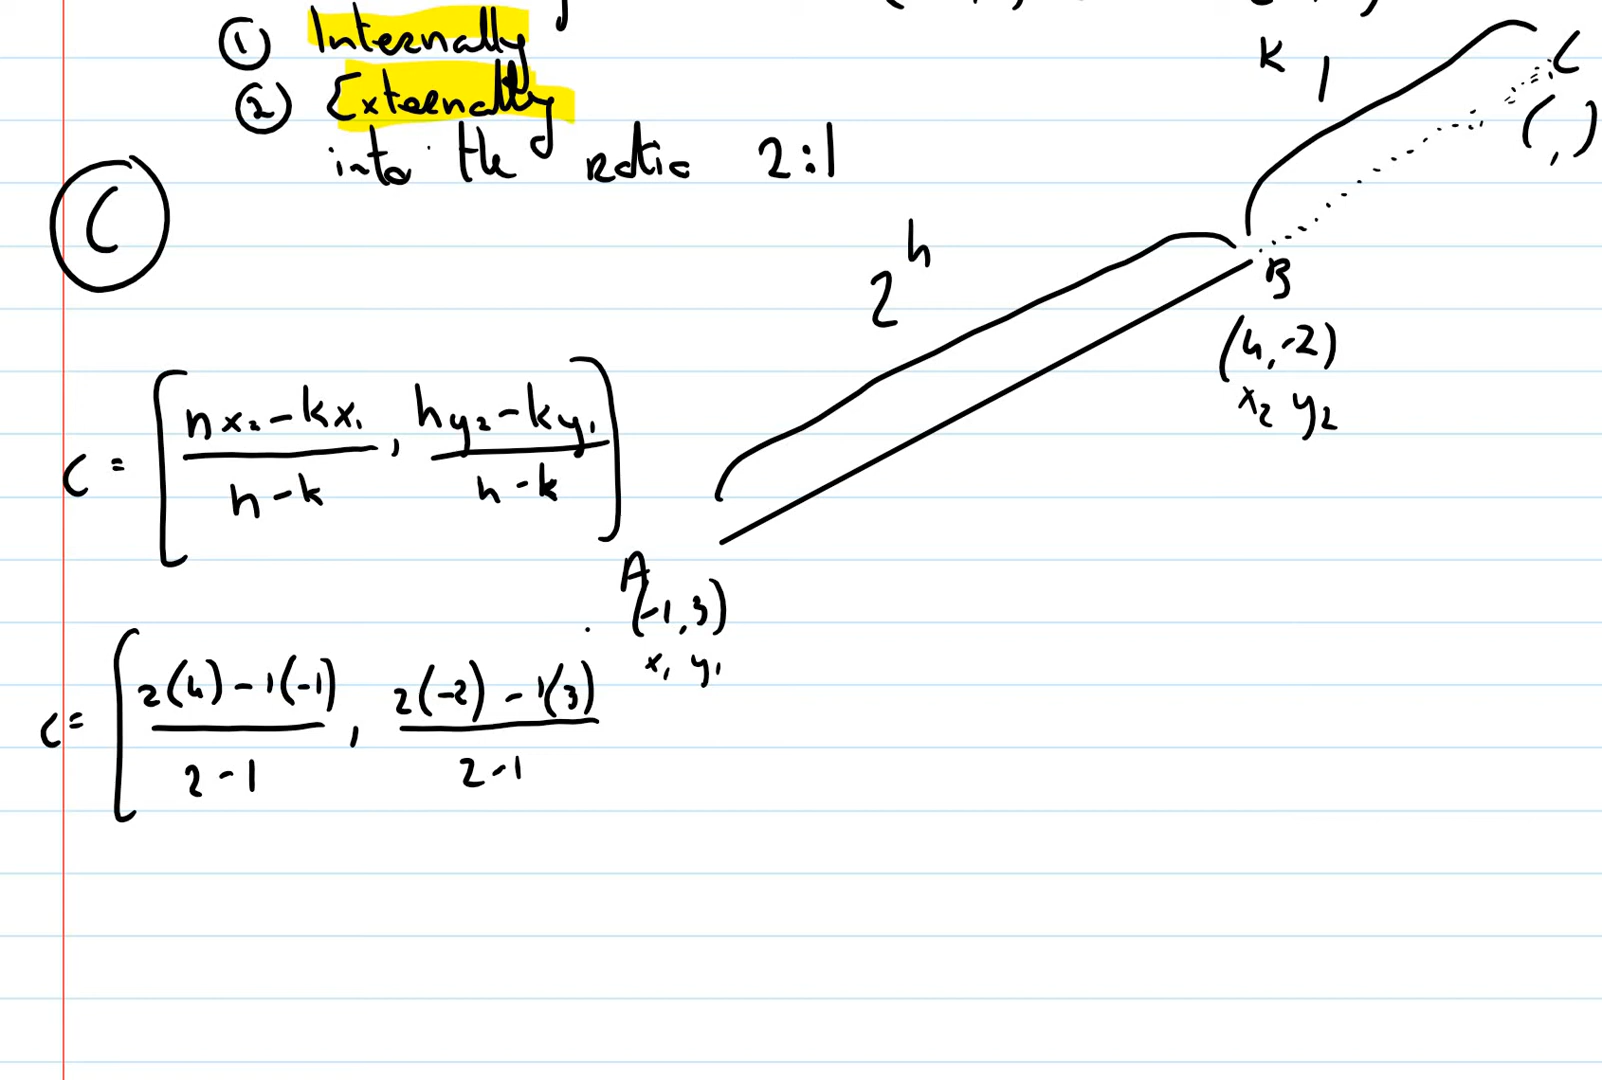 ① Internally
② Externally
into the ratio 2:1
C
K 1
C
( , )
2 h
B
(4, -2)
x₂ y₂
C = [ (hx₂ - kx₁)/(h - k) , (hy₂ - ky₁)/(h - k) ]
A
(-1, 3)
x₁ y₁
C = [ (2(4) - 1(-1))/(2 - 1) , (2(-2) - 1(3))/(2 - 1)